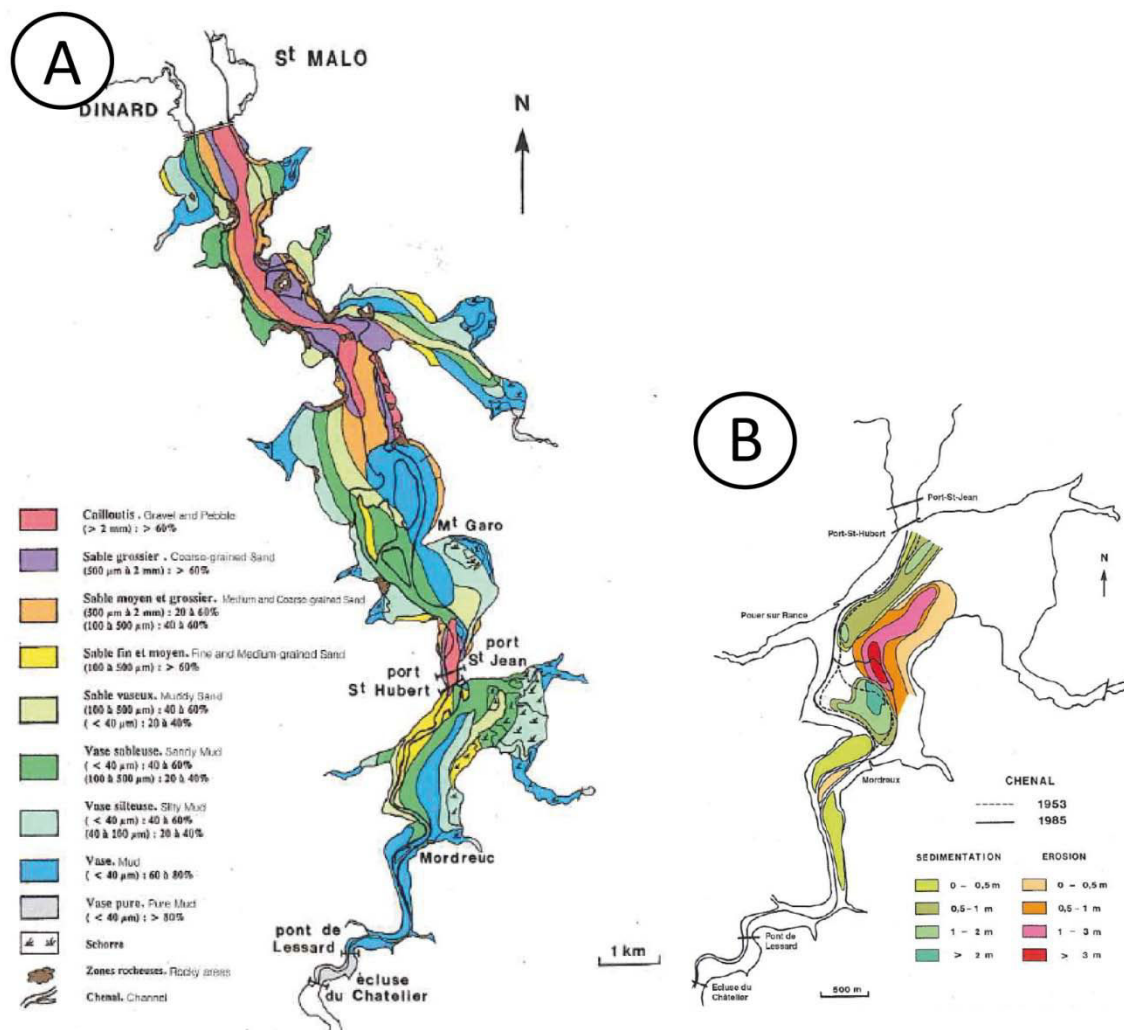 A
St MALO
DINARD
N
Mt Garo
port
St Jean
port
St Hubert
Mordreuc
pont de
Lessard
écluse
du Châtelier
1 km
Cailloutis. Gravel and Pebble
(> 2 mm) : > 60%
Sable grossier. Coarse-grained Sand
(500 µm à 2 mm) : > 60%
Sable moyen et grossier. Medium and Coarse-grained Sand
(500 µm à 2 mm) : 20 à 60%
(100 à 500 µm) : 40 à 60%
Sable fin et moyen. Fine and Medium-grained Sand
(100 à 500 µm) : > 60%
Sable vaseux. Muddy Sand
(100 à 500 µm) : 40 à 60%
(< 40 µm) : 20 à 40%
Vase sableuse. Sandy Mud
(< 40 µm) : 40 à 60%
(100 à 500 µm) : 20 à 40%
Vase silteuse. Silty Mud
(< 40 µm) : 40 à 60%
(40 à 100 µm) : 20 à 40%
Vase. Mud
(< 40 µm) : 60 à 80%
Vase pure. Pure Mud
(< 40 µm) : > 80%
Schorre
Zones rocheuses. Rocky areas
Chenal. Channel
B
Port-St-Jean
Port-St-Hubert
N
Plouer sur Rance
Mordreux
Pont de
Lessard
Ecluse du
Châtelier
500 m
CHENAL
1953
1985
SEDIMENTATION
0 - 0,5 m
0,5 - 1 m
1 - 2 m
> 2 m
EROSION
0 - 0,5 m
0,5 - 1 m
1 - 3 m
> 3 m